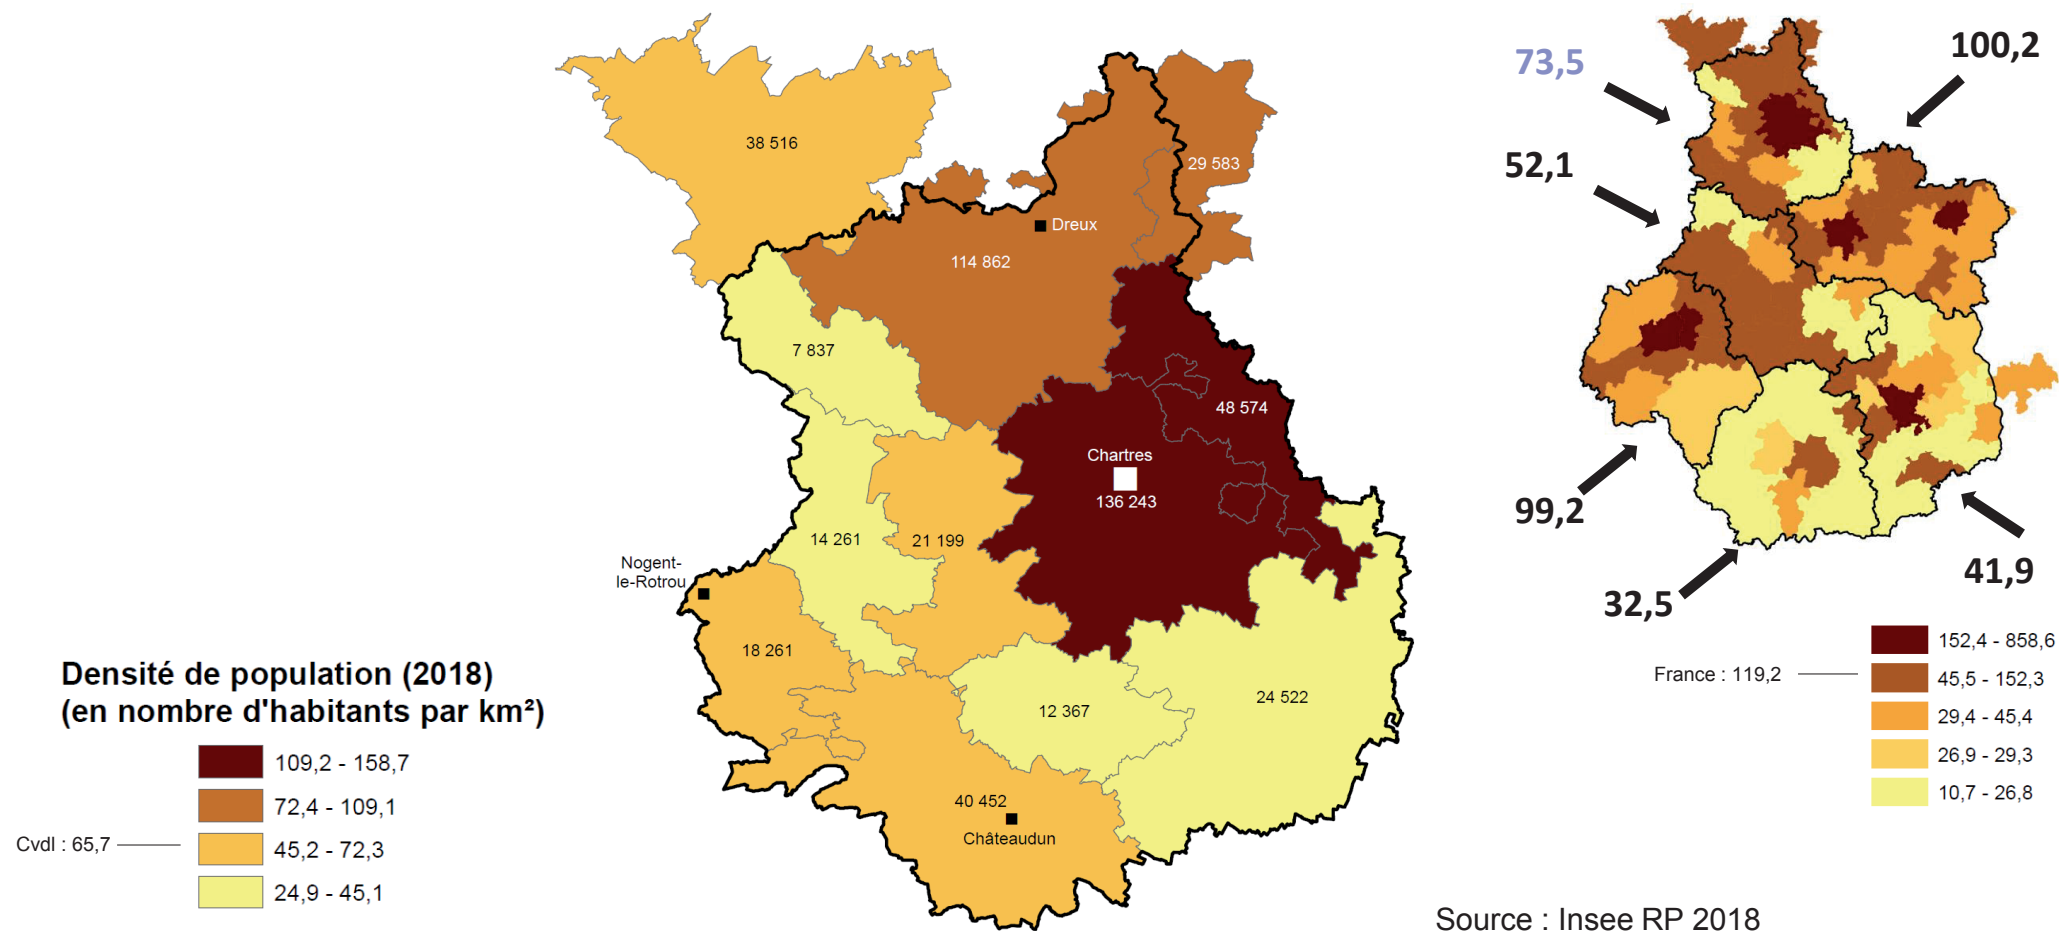 73,5
100,2
52,1
99,2
32,5
41,9
38 516
29 583
Dreux
114 862
7 837
48 574
Chartres
136 243
14 261
21 199
Nogent-
le-Rotrou
18 261
24 522
12 367
40 452
Châteaudun
Densité de population (2018)
(en nombre d'habitants par km²)
109,2 - 158,7
72,4 - 109,1
Cvdl : 65,7
45,2 - 72,3
24,9 - 45,1
152,4 - 858,6
France : 119,2
45,5 - 152,3
29,4 - 45,4
26,9 - 29,3
10,7 - 26,8
Source : Insee RP 2018